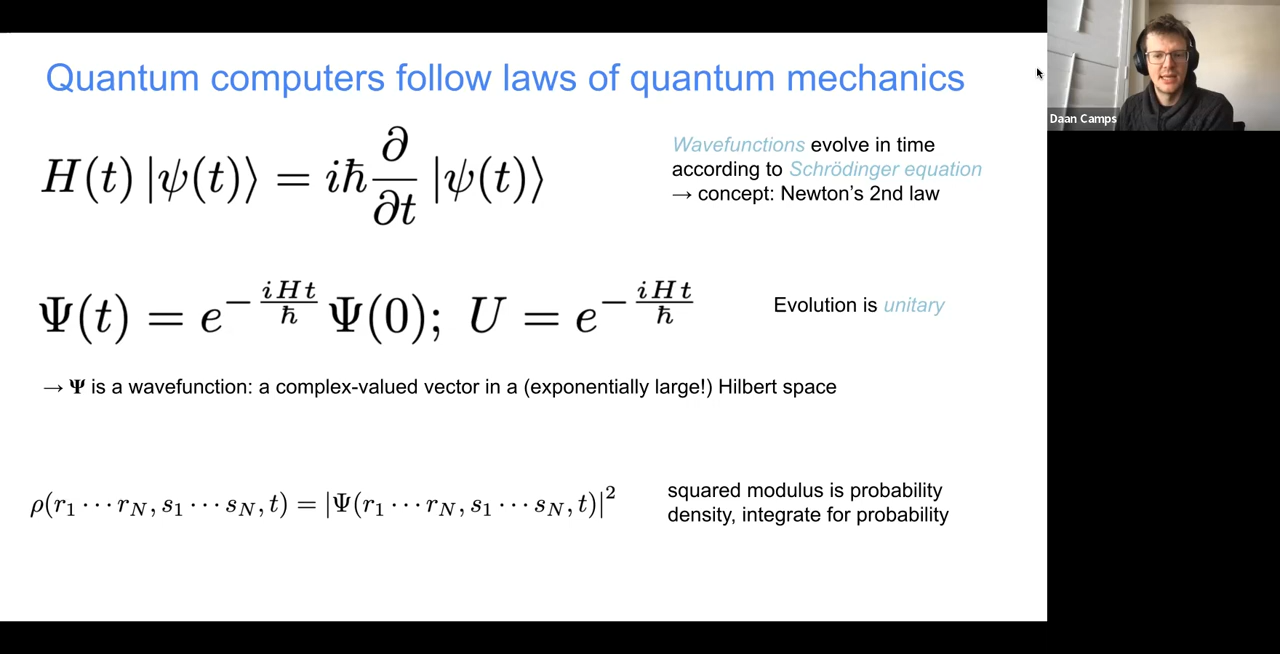 Quantum computers follow laws of quantum mechanics
H(t) |ψ(t)⟩ = iħ ∂/∂t |ψ(t)⟩
Wavefunctions evolve in time
according to Schrödinger equation
→ concept: Newton's 2nd law
Ψ(t) = e^{-iHt/ħ} Ψ(0); U = e^{-iHt/ħ}
Evolution is unitary
→ Ψ is a wavefunction: a complex-valued vector in a (exponentially large!) Hilbert space
ρ(r₁ ⋯ r_N, s₁ ⋯ s_N, t) = |Ψ(r₁ ⋯ r_N, s₁ ⋯ s_N, t)|²
squared modulus is probability
density, integrate for probability
Daan Camps